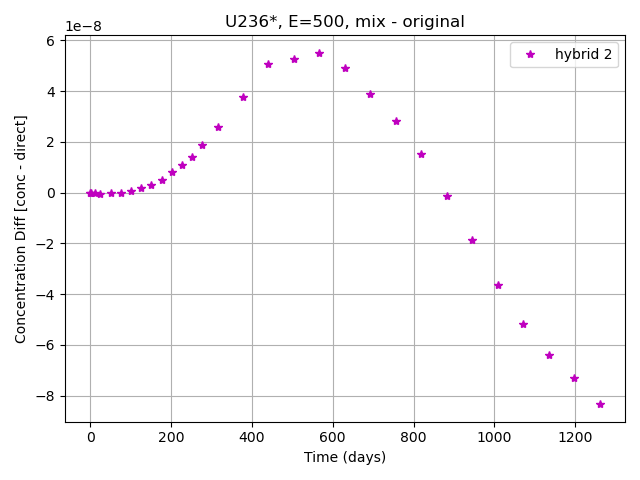 U236*, E=500, mix - original
1e−8
hybrid 2
6
4
2
0
−2
−4
−6
−8
Concentration Diff [conc - direct]
0 200 400 600 800 1000 1200
Time (days)